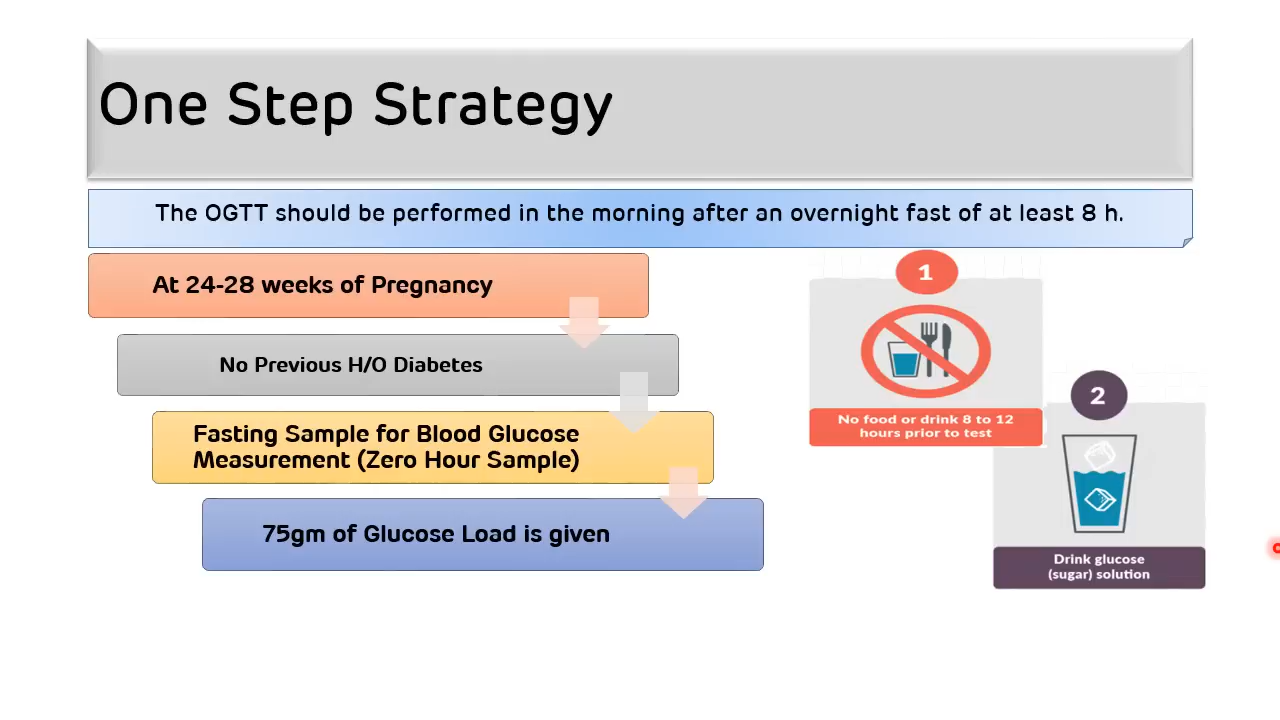 One Step Strategy
The OGTT should be performed in the morning after an overnight fast of at least 8 h.
At 24-28 weeks of Pregnancy
No Previous H/O Diabetes
Fasting Sample for Blood Glucose
Measurement (Zero Hour Sample)
75gm of Glucose Load is given
1
No food or drink 8 to 12
hours prior to test
2
Drink glucose
(sugar) solution